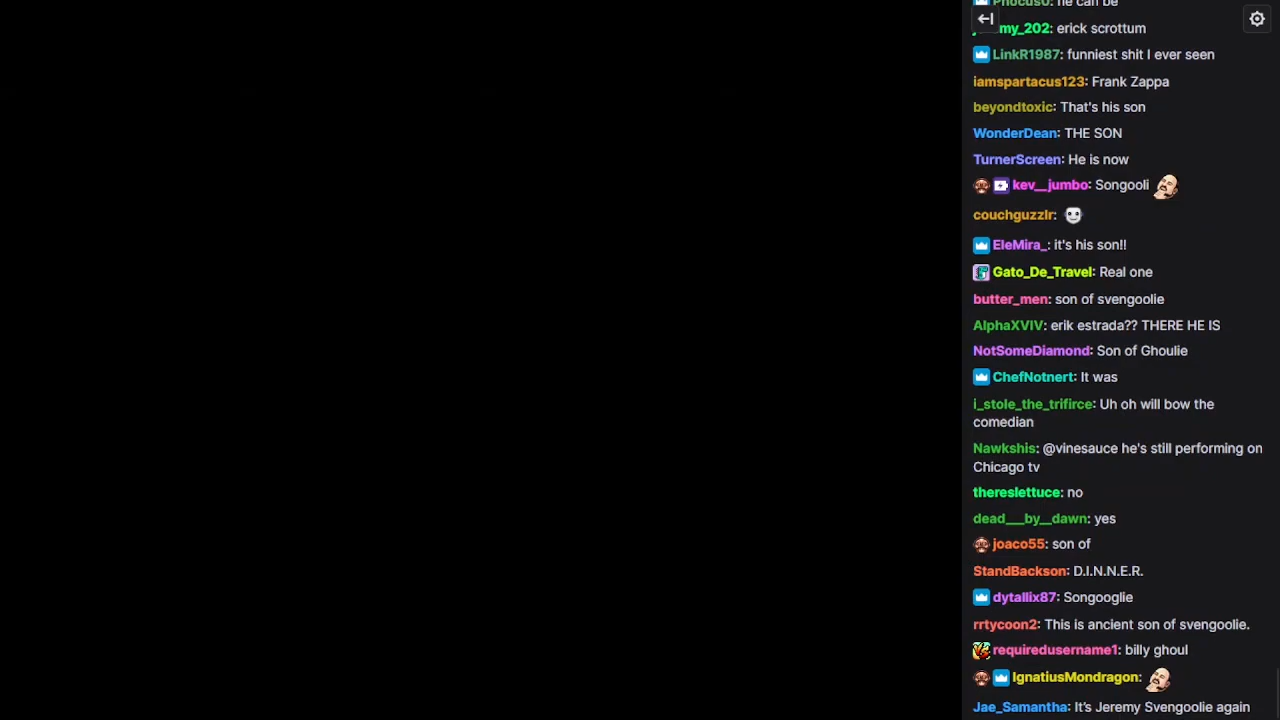 Phocus0: he can be
my_202: erick scrottum
LinkR1987: funniest shit I ever seen
iamspartacus123: Frank Zappa
beyondtoxic: That's his son
WonderDean: THE SON
TurnerScreen: He is now
kev__jumbo: Songooli
couchguzzlr:
EleMira_: it's his son!!
Gato_De_Travel: Real one
butter_men: son of svengoolie
AlphaXVIV: erik estrada?? THERE HE IS
NotSomeDiamond: Son of Ghoulie
ChefNotnert: It was
i_stole_the_trifirce: Uh oh will bow the
comedian
Nawkshis: @vinesauce he's still performing on
Chicago tv
thereslettuce: no
dead___by__dawn: yes
joaco55: son of
StandBackson: D.I.N.N.E.R.
dytallix87: Songooglie
rrtycoon2: This is ancient son of svengoolie.
requiredusername1: billy ghoul
IgnatiusMondragon:
Jae_Samantha: It’s Jeremy Svengoolie again